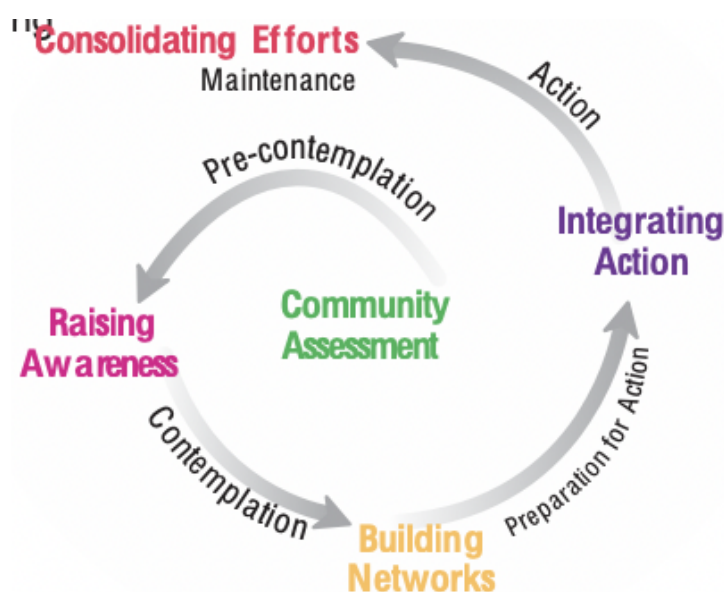 Consolidating Efforts
Maintenance
Action
Pre-contemplation
Integrating
Action
Community
Assessment
Raising
Awareness
Contemplation
Preparation for Action
Building
Networks